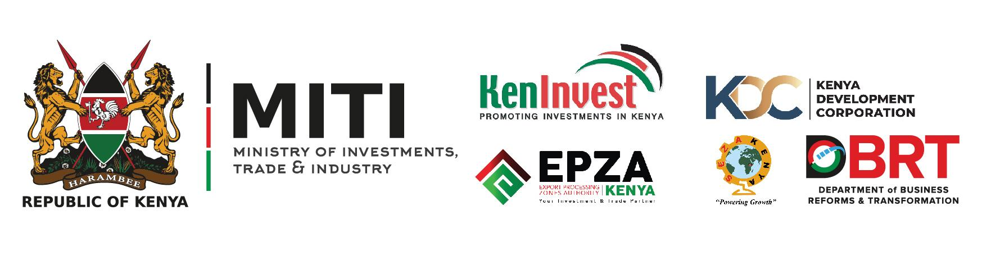 HARAMBEE
REPUBLIC OF KENYA
MITI
MINISTRY OF INVESTMENTS,
TRADE & INDUSTRY
KenInvest
PROMOTING INVESTMENTS IN KENYA
KDC
KENYA
DEVELOPMENT
CORPORATION
EPZA
EXPORT PROCESSING
ZONES AUTHORITY
KENYA
Your Investment & Trade Partner
SEZA KENYA
“Powering Growth”
DBRT
DEPARTMENT of BUSINESS
REFORMS & TRANSFORMATION